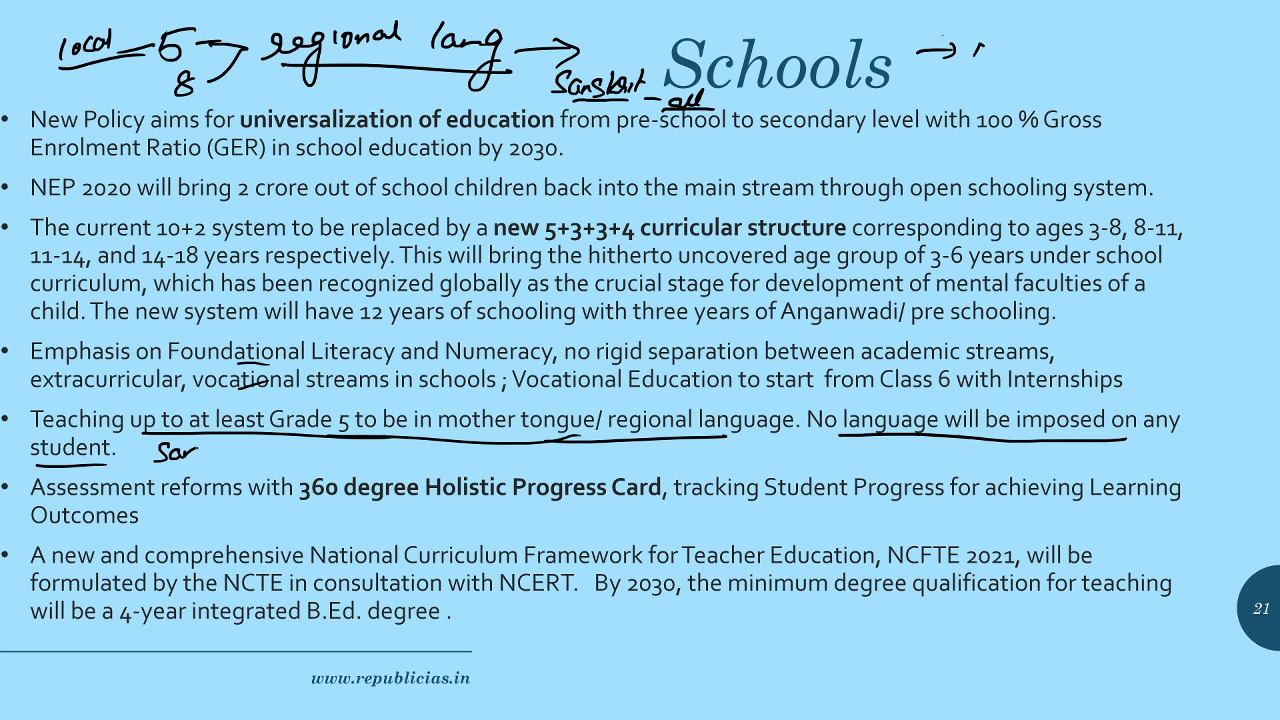 local 5 regional lang
8
Sanskrit - all
Schools
• New Policy aims for universalization of education from pre-school to secondary level with 100 % Gross
Enrolment Ratio (GER) in school education by 2030.
• NEP 2020 will bring 2 crore out of school children back into the main stream through open schooling system.
• The current 10+2 system to be replaced by a new 5+3+3+4 curricular structure corresponding to ages 3-8, 8-11,
11-14, and 14-18 years respectively. This will bring the hitherto uncovered age group of 3-6 years under school
curriculum, which has been recognized globally as the crucial stage for development of mental faculties of a
child. The new system will have 12 years of schooling with three years of Anganwadi/ pre schooling.
• Emphasis on Foundational Literacy and Numeracy, no rigid separation between academic streams,
extracurricular, vocational streams in schools ; Vocational Education to start from Class 6 with Internships
• Teaching up to at least Grade 5 to be in mother tongue/ regional language. No language will be imposed on any
student.
San
• Assessment reforms with 360 degree Holistic Progress Card, tracking Student Progress for achieving Learning
Outcomes
• A new and comprehensive National Curriculum Framework for Teacher Education, NCFTE 2021, will be
formulated by the NCTE in consultation with NCERT. By 2030, the minimum degree qualification for teaching
will be a 4-year integrated B.Ed. degree .
21
www.republicias.in